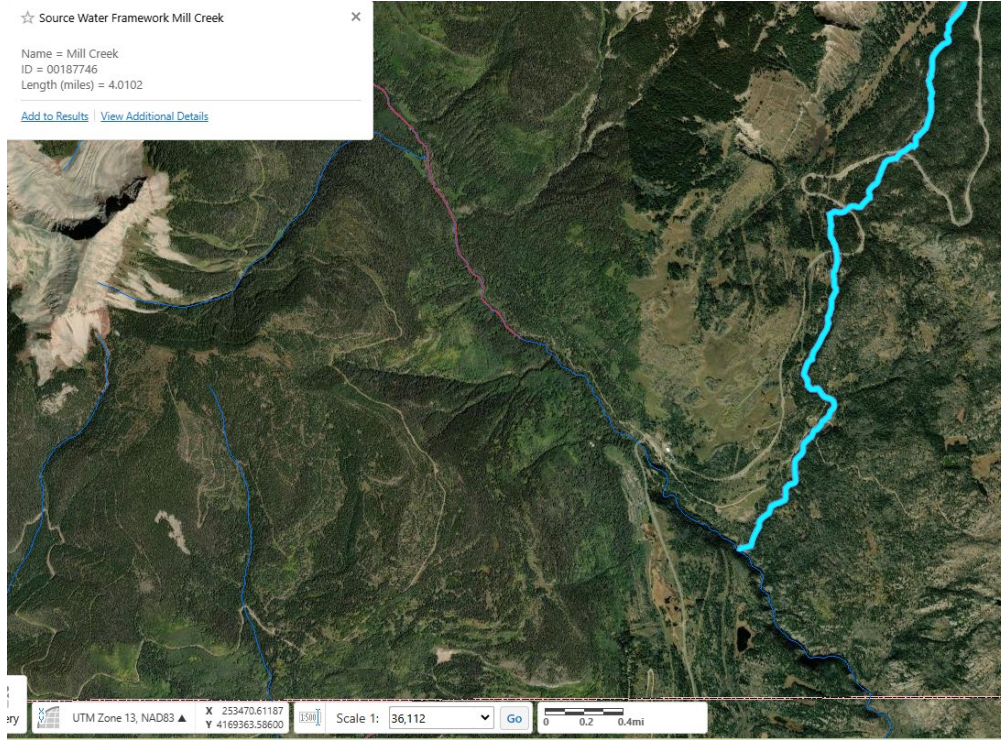 Source Water Framework Mill Creek
Name = Mill Creek
ID = 00187746
Length (miles) = 4.0102
Add to Results View Additional Details
ery
UTM Zone 13, NAD83 ▲
X 253470.61187
Y 4169363.58600
1500
Scale 1: 36,112 Go
0 0.2 0.4mi